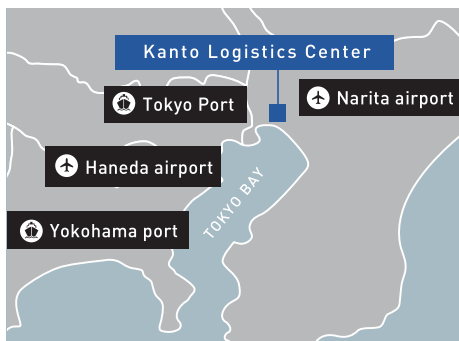 Kanto Logistics Center
Narita airport
Tokyo Port
Haneda airport
TOKYO BAY
Yokohama port